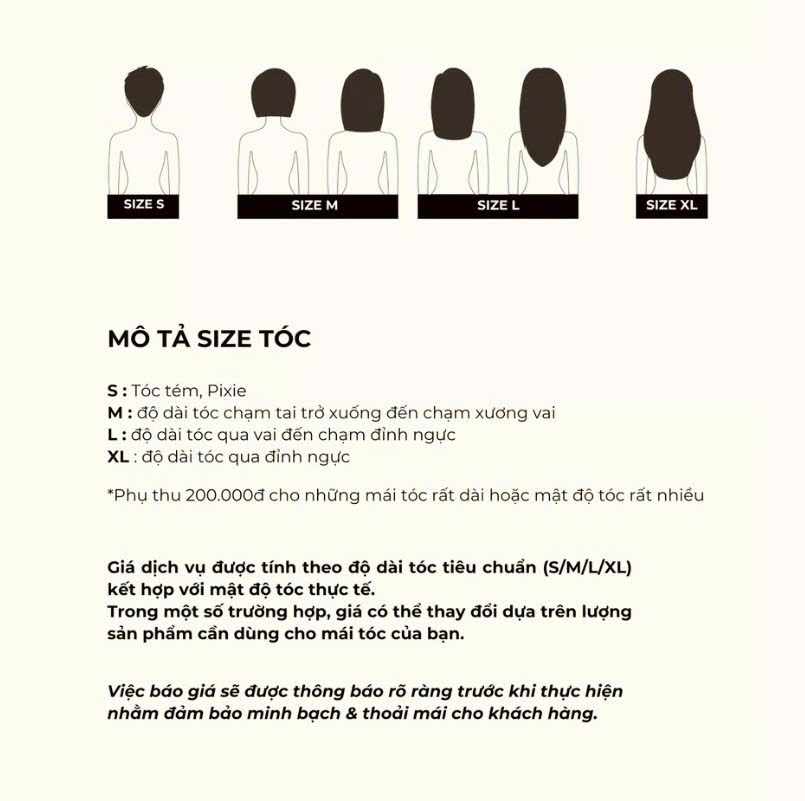 SIZE S
SIZE M
SIZE L
SIZE XL
MÔ TẢ SIZE TÓC
S : Tóc tém, Pixie
M : độ dài tóc chạm tai trở xuống đến chạm xương vai
L : độ dài tóc qua vai đến chạm đỉnh ngực
XL : độ dài tóc qua đỉnh ngực
*Phụ thu 200.000đ cho những mái tóc rất dài hoặc mật độ tóc rất nhiều
Giá dịch vụ được tính theo độ dài tóc tiêu chuẩn (S/M/L/XL)
kết hợp với mật độ tóc thực tế.
Trong một số trường hợp, giá có thể thay đổi dựa trên lượng
sản phẩm cần dùng cho mái tóc của bạn.
Việc báo giá sẽ được thông báo rõ ràng trước khi thực hiện
nhằm đảm bảo minh bạch & thoải mái cho khách hàng.